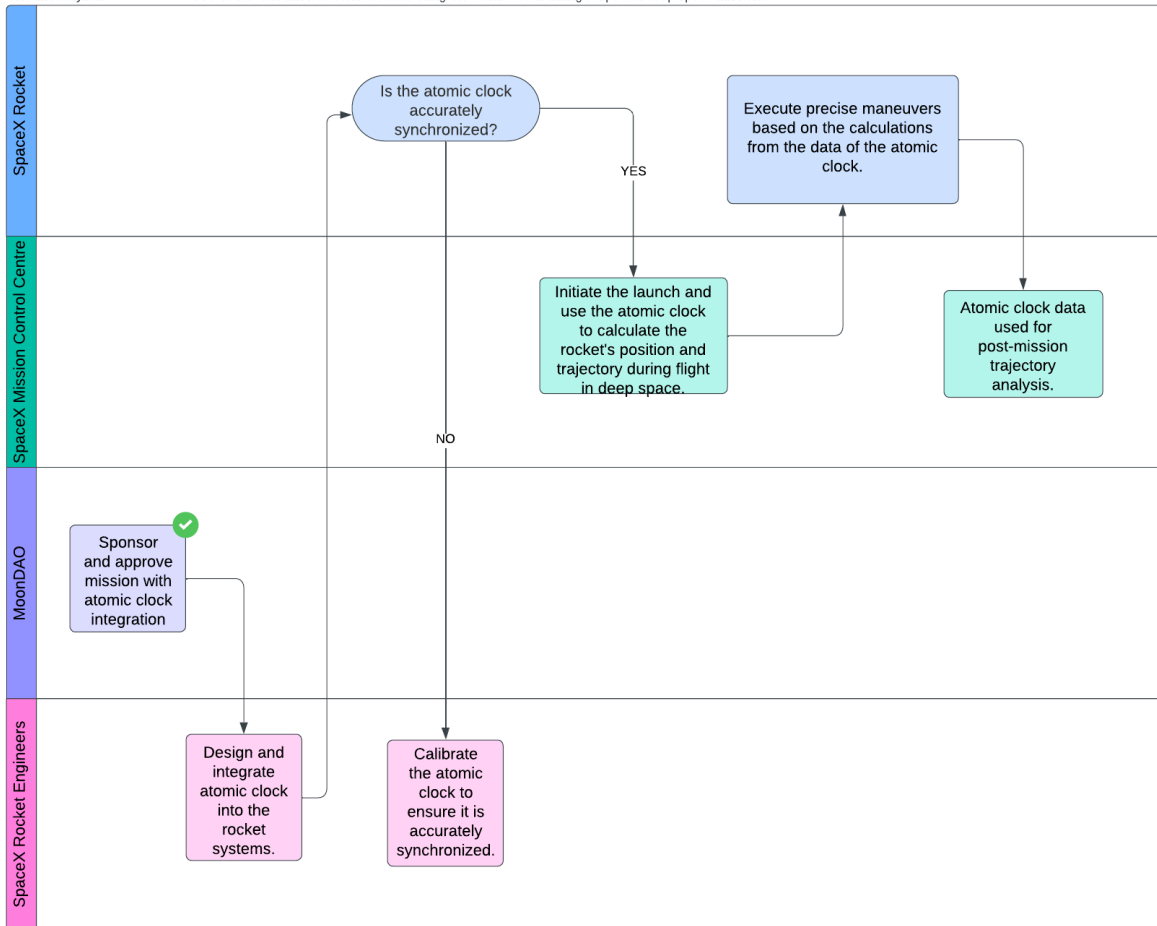 SpaceX Rocket
Is the atomic clock
accurately
synchronized?
YES
Execute precise maneuvers
based on the calculations
from the data of the atomic
clock.
SpaceX Mission Control Centre
Initiate the launch and
use the atomic clock
to calculate the
rocket's position and
trajectory during flight
in deep space.
Atomic clock data
used for
post-mission
trajectory
analysis.
NO
MoonDAO
Sponsor
and approve
mission with
atomic clock
integration
SpaceX Rocket Engineers
Design and
integrate
atomic clock
into the
rocket
systems.
Calibrate
the atomic
clock to
ensure it is
accurately
synchronized.